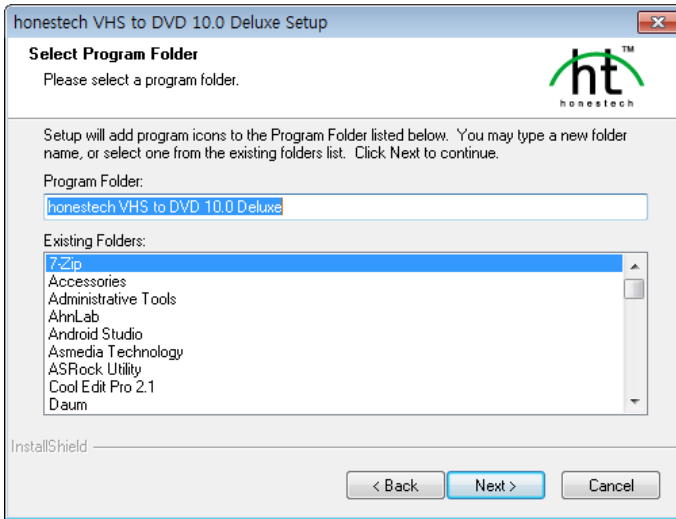 honestech VHS to DVD 10.0 Deluxe Setup
Select Program Folder
Please select a program folder.
ht™
honestech
Setup will add program icons to the Program Folder listed below. You may type a new folder
name, or select one from the existing folders list. Click Next to continue.
Program Folder:
honestech VHS to DVD 10.0 Deluxe
Existing Folders:
7-Zip
Accessories
Administrative Tools
AhnLab
Android Studio
Asmedia Technology
ASRock Utility
Cool Edit Pro 2.1
Daum
InstallShield
< Back
Next >
Cancel